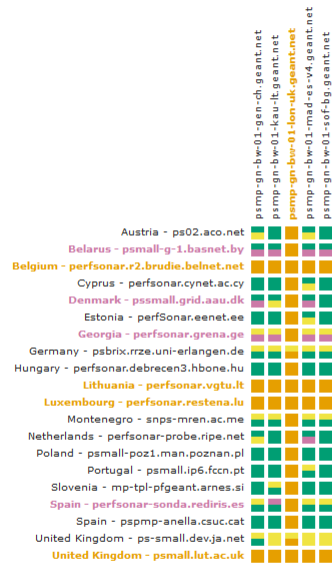 psmp-gn-bw-01-gen-ch.geant.net
psmp-gn-bw-01-kau-lt.geant.net
psmp-gn-bw-01-lon-uk.geant.net
psmp-gn-bw-01-mad-es-v4.geant.net
psmp-gn-bw-01-sof-bg.geant.net
Austria - ps02.aco.net
Belarus - psmall-g-1.basnet.by
Belgium - perfsonar.r2.brudie.belnet.net
Cyprus - perfsonar.cynet.ac.cy
Denmark - pssmall.grid.aau.dk
Estonia - perfSonar.eenet.ee
Georgia - perfsonar.grena.ge
Germany - psbrix.rrze.uni-erlangen.de
Hungary - perfsonar.debrecen3.hbone.hu
Lithuania - perfsonar.vgtu.lt
Luxembourg - perfsonar.restena.lu
Montenegro - snps-mren.ac.me
Netherlands - perfsonar-probe.ripe.net
Poland - psmall-poz1.man.poznan.pl
Portugal - psmall.ip6.fccn.pt
Slovenia - mp-tpl-pfgeant.arnes.si
Spain - perfsonar-sonda.rediris.es
Spain - pspmp-anella.csuc.cat
United Kingdom - ps-small.dev.ja.net
United Kingdom - psmall.lut.ac.uk